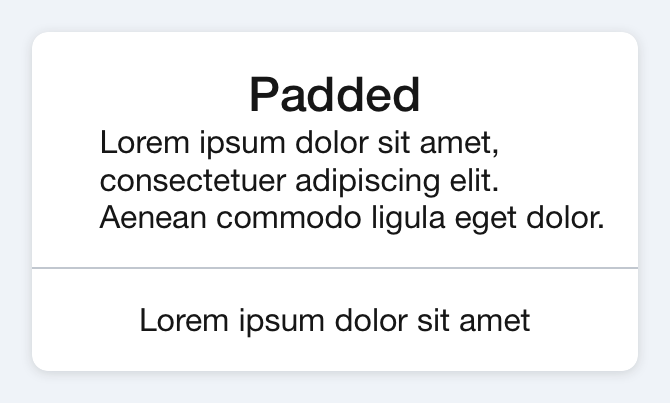 Padded
Lorem ipsum dolor sit amet,
consectetuer adipiscing elit.
Aenean commodo ligula eget dolor.
Lorem ipsum dolor sit amet